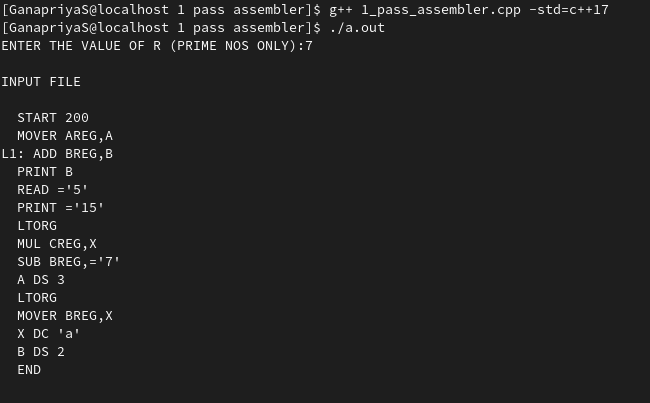 [GanapriyaS@localhost 1 pass assembler]$ g++ 1_pass_assembler.cpp -std=c++17
[GanapriyaS@localhost 1 pass assembler]$ ./a.out
ENTER THE VALUE OF R (PRIME NOS ONLY):7
INPUT FILE
START 200
MOVER AREG,A
L1: ADD BREG,B
PRINT B
READ ='5'
PRINT ='15'
LTORG
MUL CREG,X
SUB BREG,='7'
A DS 3
LTORG
MOVER BREG,X
X DC 'a'
B DS 2
END